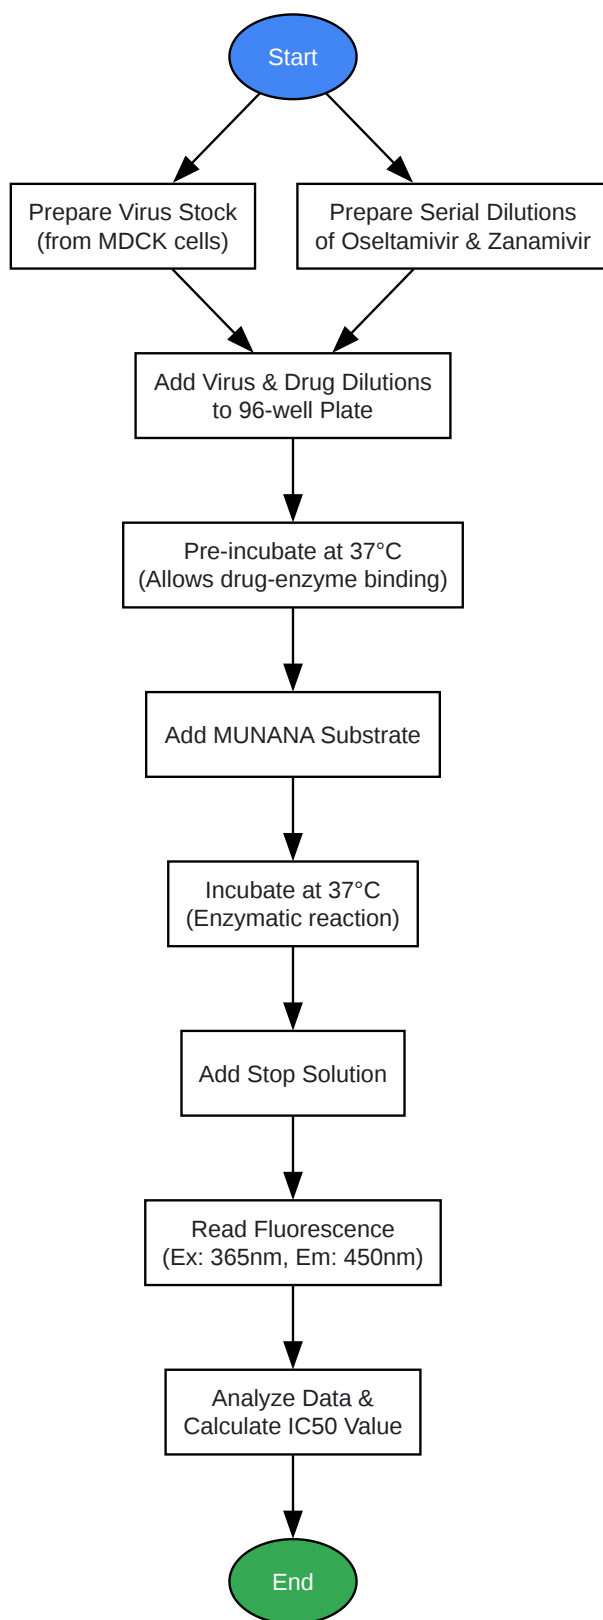 Start
Prepare Virus Stock
(from MDCK cells)
Prepare Serial Dilutions
of Oseltamivir & Zanamivir
Add Virus & Drug Dilutions
to 96-well Plate
Pre-incubate at 37°C
(Allows drug-enzyme binding)
Add MUNANA Substrate
Incubate at 37°C
(Enzymatic reaction)
Add Stop Solution
Read Fluorescence
(Ex: 365nm, Em: 450nm)
Analyze Data &
Calculate IC50 Value
End